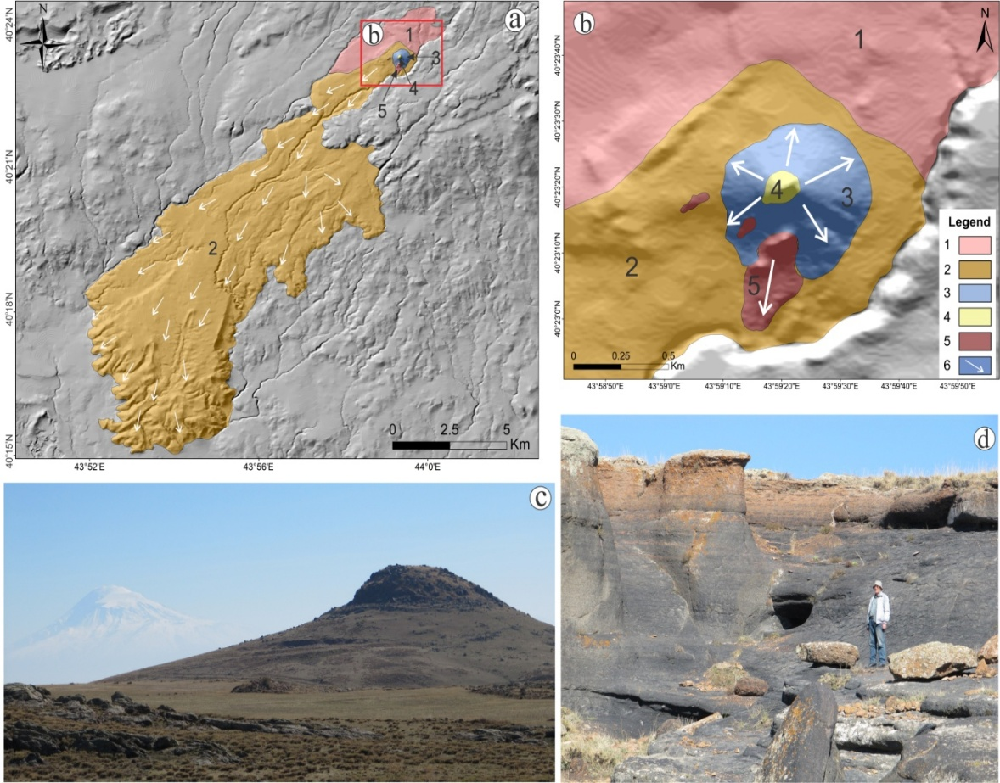 N
a
40°24'N
40°21'N
40°18'N
40°15'N
b
1
3
4
5
2
0 2.5 5
Km
43°52'E 43°56'E 44°0'E
b
N
1
40°23'40"N
40°23'30"N
40°23'20"N
40°23'10"N
40°23'0"N
4
3
2
5
Legend
1
2
3
4
5
6
0 0.25 0.5
Km
43°58'50"E 43°59'0"E 43°59'10"E 43°59'20"E 43°59'30"E 43°59'40"E 43°59'50"E
c
d